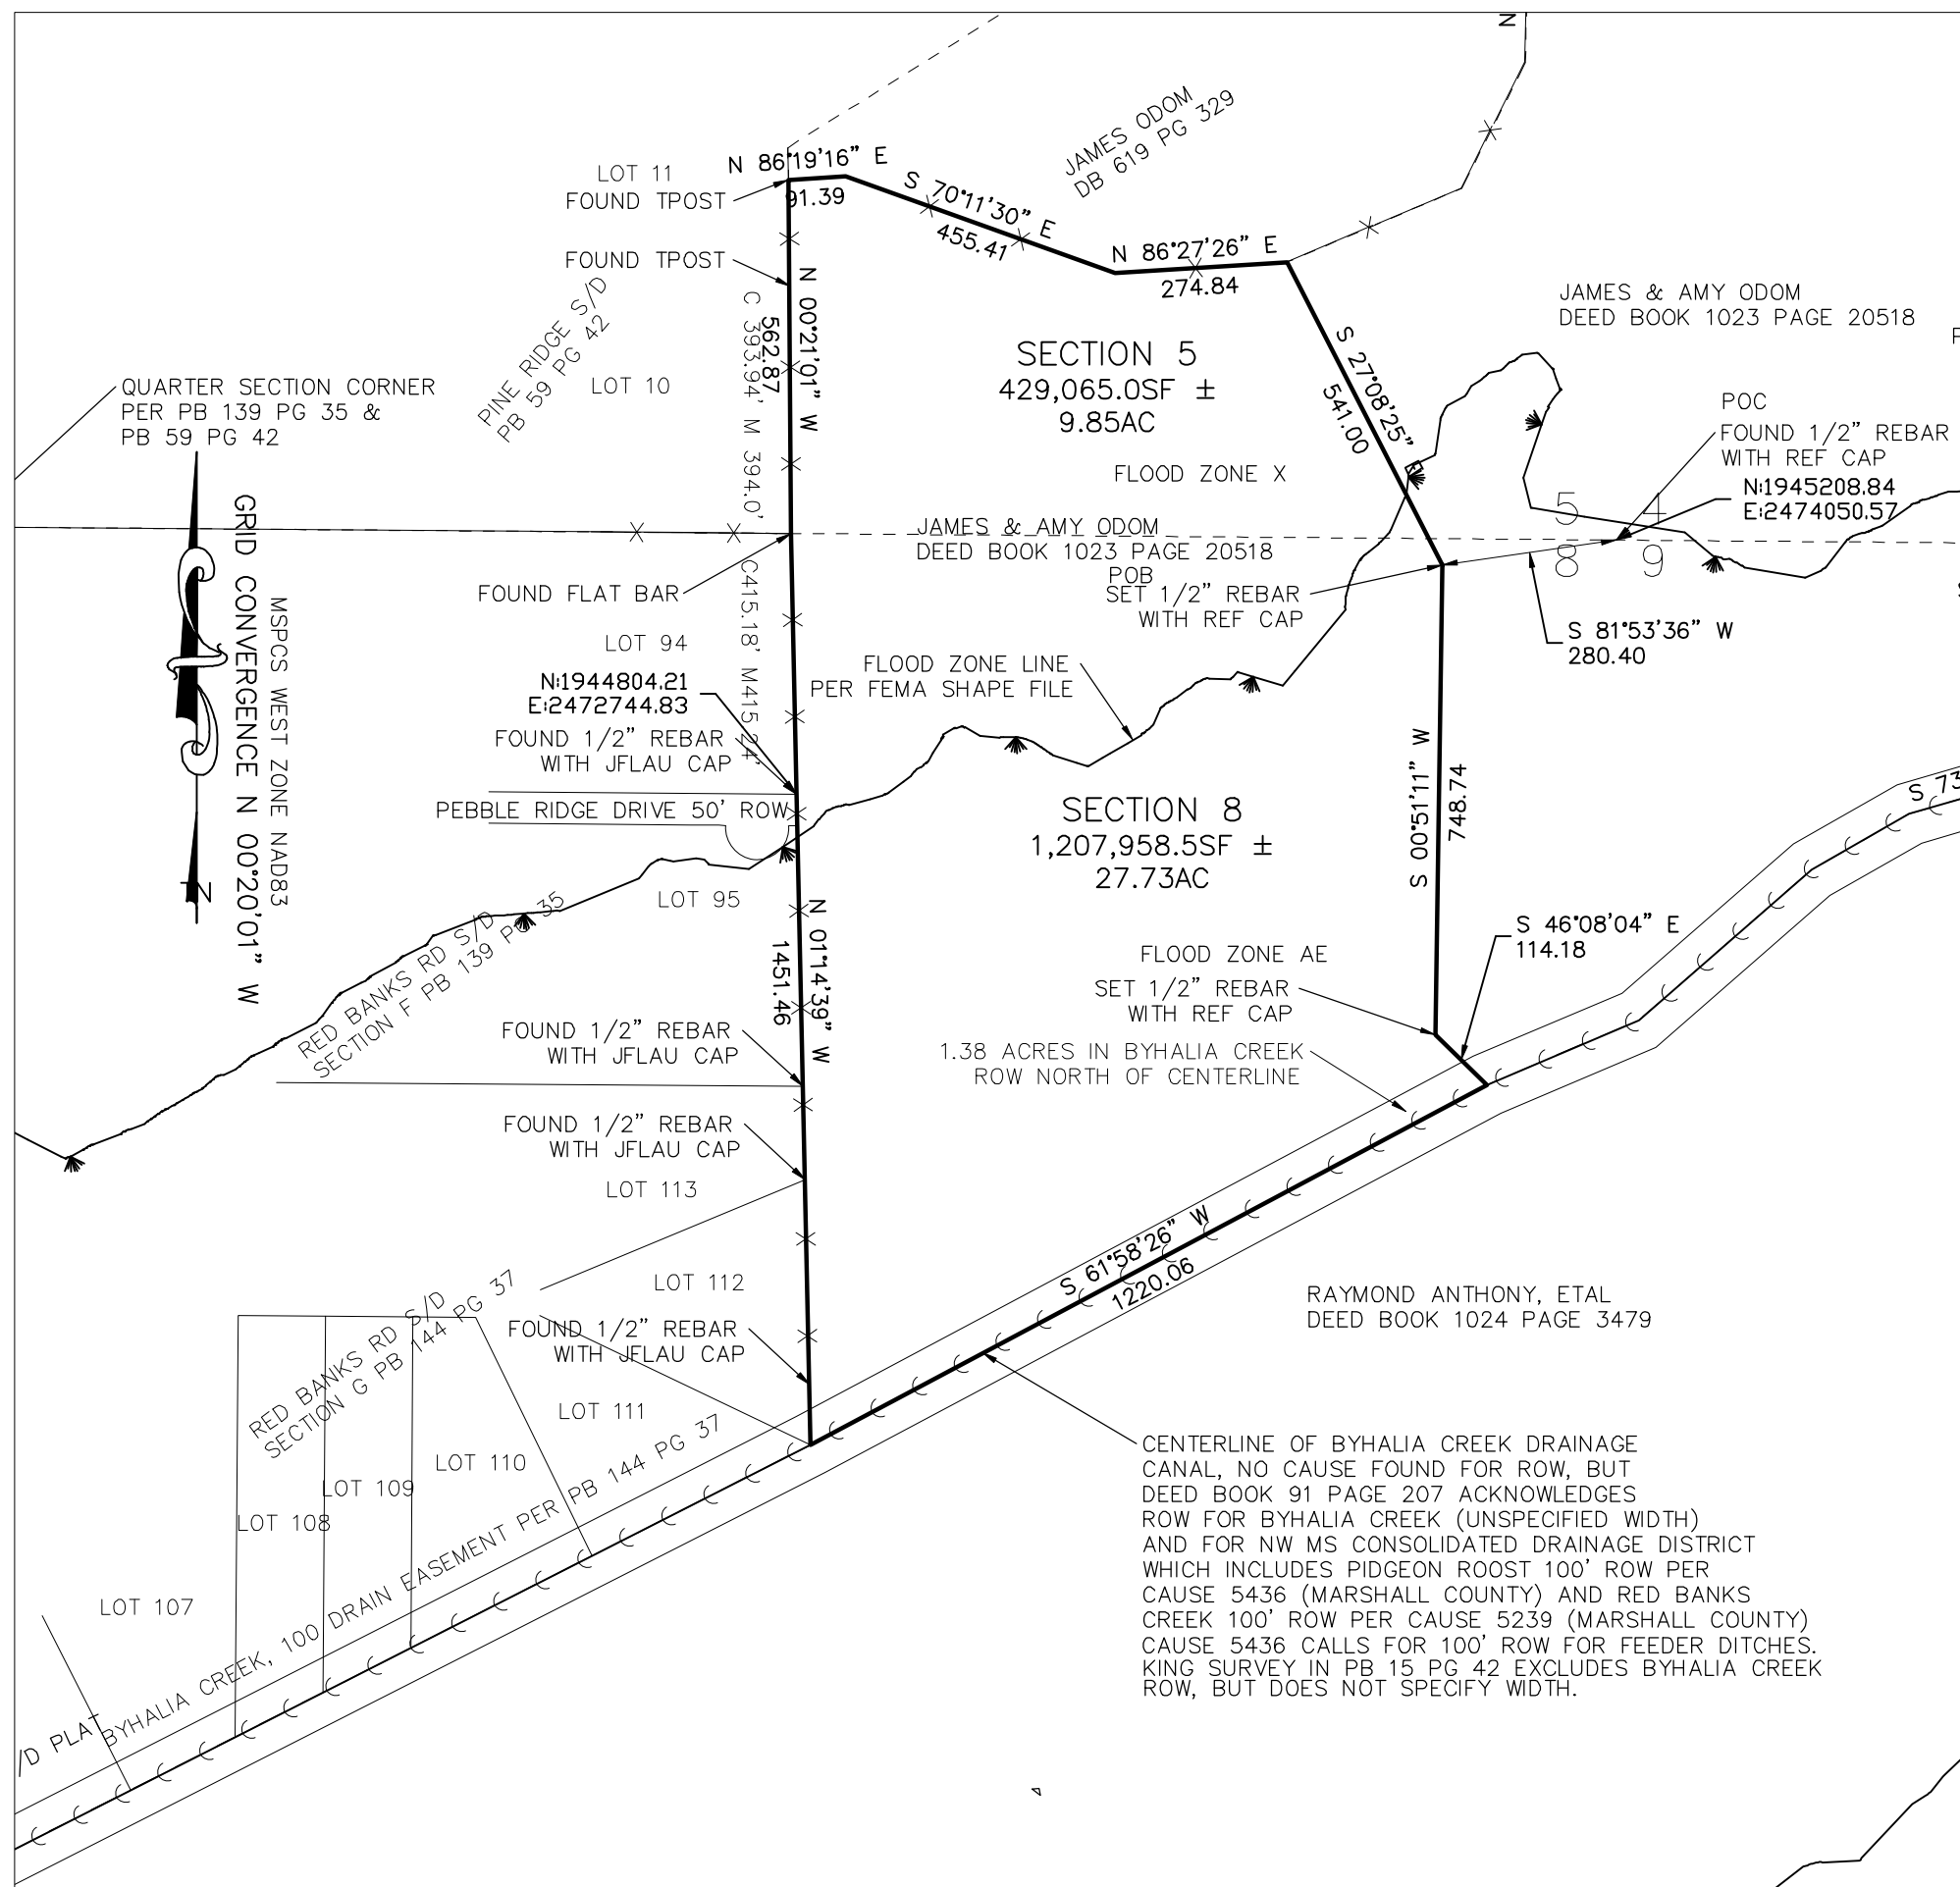 N
JAMES ODOM
DB 619 PG 329
LOT 11
FOUND TPOST
N 86°19'16" E
91.39
S 70°11'30" E
455.41
N 86°27'26" E
274.84
FOUND TPOST
PINE RIDGE S/D
PB 59 PG 42
LOT 10
N 00°21'01" W
562.87
C 393.94' M 394.0'
SECTION 5
429,065.0SF ±
9.85AC
S 27°08'25" E
541.00
JAMES & AMY ODOM
DEED BOOK 1023 PAGE 20518
QUARTER SECTION CORNER
PER PB 139 PG 35 &
PB 59 PG 42
POC
FOUND 1/2" REBAR
WITH REF CAP
N:1945208.84
E:2474050.57
FLOOD ZONE X
5 4
8 9
JAMES & AMY ODOM
DEED BOOK 1023 PAGE 20518
POB
SET 1/2" REBAR
WITH REF CAP
FOUND FLAT BAR
C415.18' M415.24'
GRID CONVERGENCE N 00°20'01" W
MSPCS WEST ZONE NAD83
N
S 81°53'36" W
280.40
LOT 94
N:1944804.21
E:2472744.83
FOUND 1/2" REBAR
WITH JFLAU CAP
FLOOD ZONE LINE
PER FEMA SHAPE FILE
PEBBLE RIDGE DRIVE 50' ROW
SECTION 8
1,207,958.5SF ±
27.73AC
S 00°51'11" W
748.74
S 73
LOT 95
RED BANKS RD S/D
SECTION F PB 139 PG 35
N 01°14'39" W
1451.46
S 46°08'04" E
114.18
FLOOD ZONE AE
SET 1/2" REBAR
WITH REF CAP
FOUND 1/2" REBAR
WITH JFLAU CAP
1.38 ACRES IN BYHALIA CREEK
ROW NORTH OF CENTERLINE
FOUND 1/2" REBAR
WITH JFLAU CAP
LOT 113
S 61°58'26" W
1220.06
LOT 112
RAYMOND ANTHONY, ETAL
DEED BOOK 1024 PAGE 3479
RED BANKS RD S/D
SECTION G PB 144 PG 37
FOUND 1/2" REBAR
WITH JFLAU CAP
LOT 111
LOT 110
LOT 109
LOT 108
LOT 107
BYHALIA CREEK, 100 DRAIN EASEMENT PER PB 144 PG 37
/D PLAT
CENTERLINE OF BYHALIA CREEK DRAINAGE
CANAL, NO CAUSE FOUND FOR ROW, BUT
DEED BOOK 91 PAGE 207 ACKNOWLEDGES
ROW FOR BYHALIA CREEK (UNSPECIFIED WIDTH)
AND FOR NW MS CONSOLIDATED DRAINAGE DISTRICT
WHICH INCLUDES PIDGEON ROOST 100' ROW PER
CAUSE 5436 (MARSHALL COUNTY) AND RED BANKS
CREEK 100' ROW PER CAUSE 5239 (MARSHALL COUNTY)
CAUSE 5436 CALLS FOR 100' ROW FOR FEEDER DITCHES.
KING SURVEY IN PB 15 PG 42 EXCLUDES BYHALIA CREEK
ROW, BUT DOES NOT SPECIFY WIDTH.